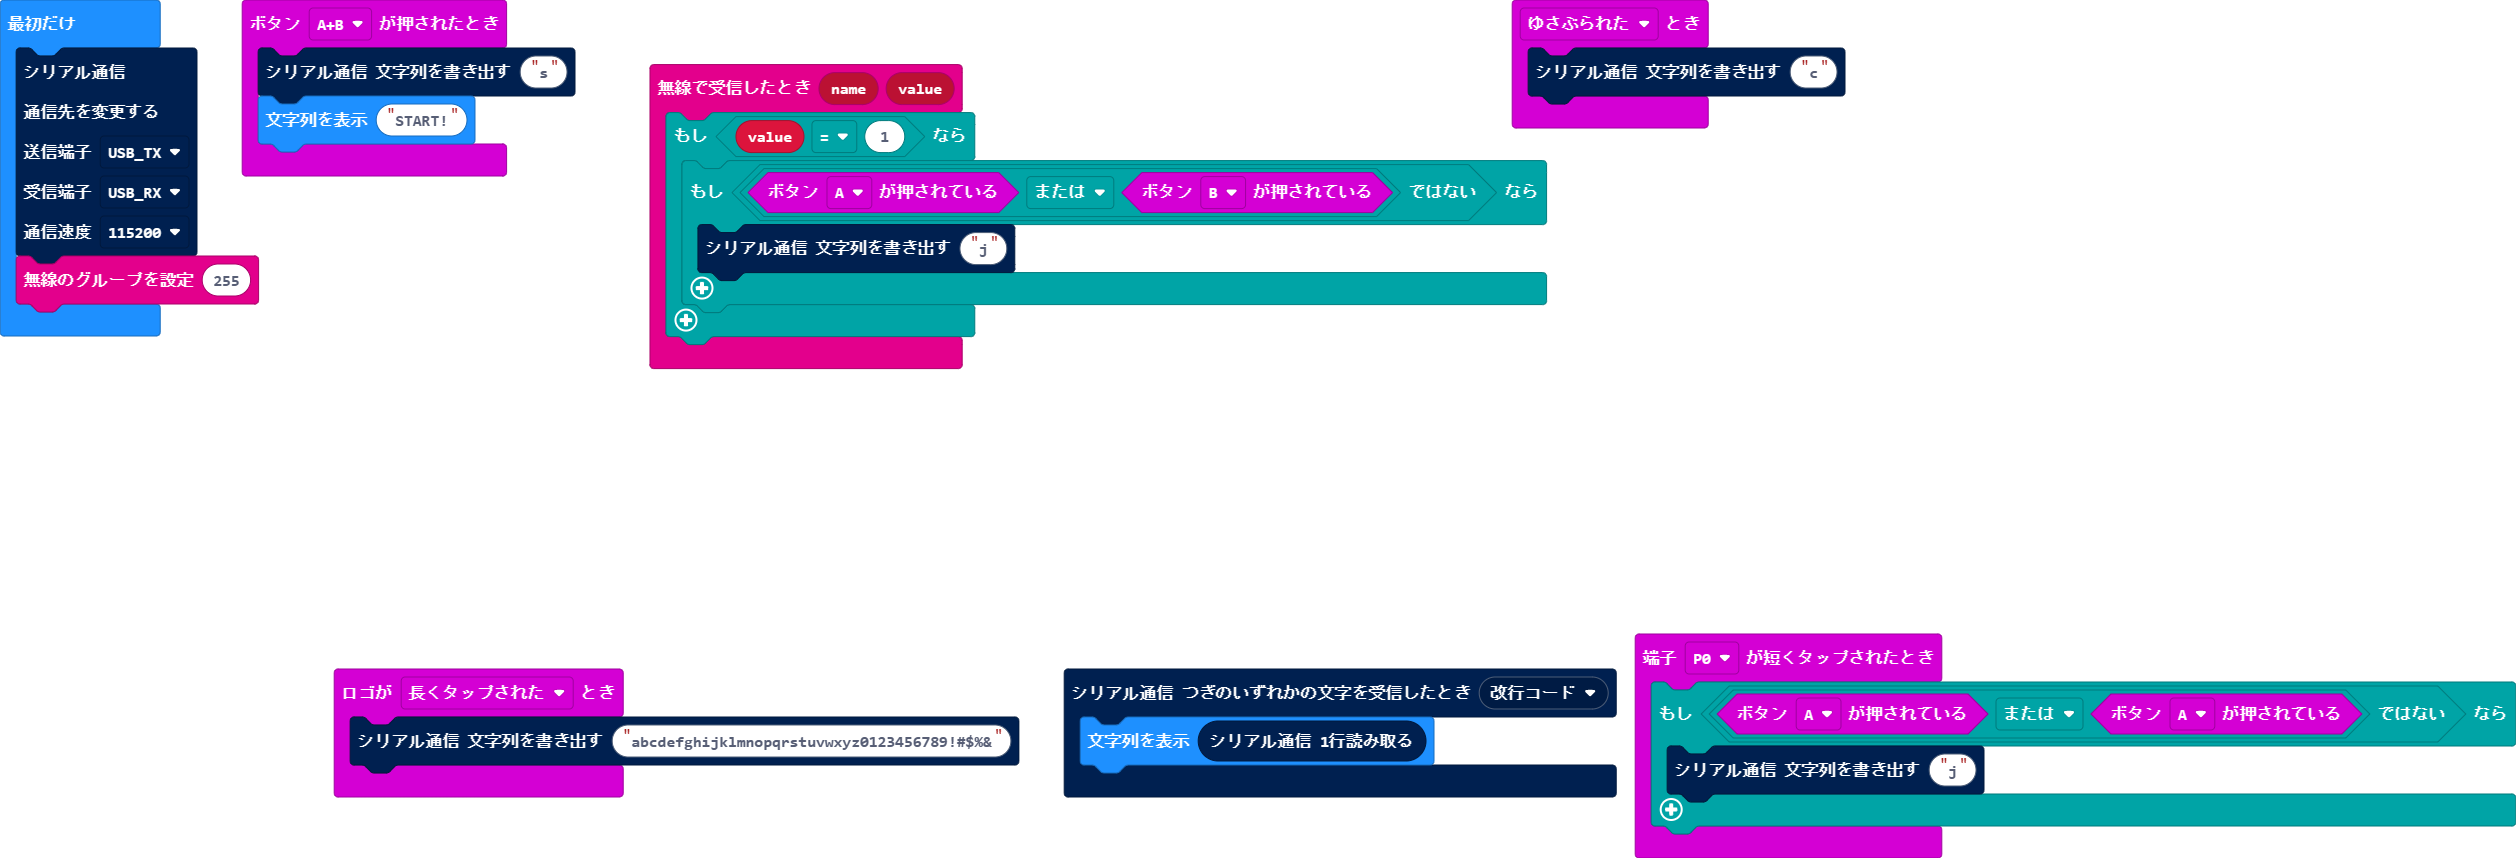 最初だけ
シリアル通信
通信先を変更する
送信端子 USB_TX
受信端子 USB_RX
通信速度 115200
無線のグループを設定 255
ボタン A+B が押されたとき
シリアル通信 文字列を書き出す "s"
文字列を表示 "START!"
無線で受信したとき name value
もし value = 1 なら
もし ボタン A が押されている または ボタン B が押されている ではない なら
シリアル通信 文字列を書き出す "j"
ゆさぶられた とき
シリアル通信 文字列を書き出す "c"
ロゴが 長くタップされた とき
シリアル通信 文字列を書き出す "abcdefghijklmnopqrstuvwxyz0123456789!#$%&"
シリアル通信 つぎのいずれかの文字を受信したとき 改行コード
文字列を表示 シリアル通信 1行読み取る
端子 P0 が短くタップされたとき
もし ボタン A が押されている または ボタン A が押されている ではない なら
シリアル通信 文字列を書き出す "j"